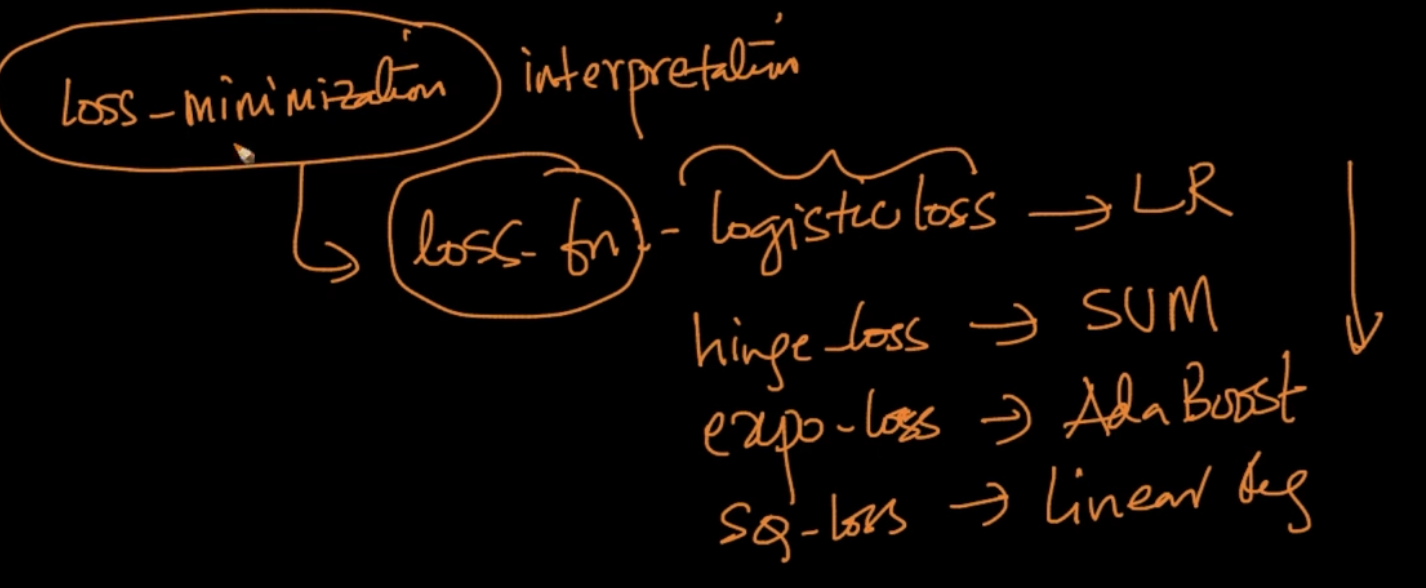 loss-minimization interpretation
loss-fn:- logistic loss → LR
hinge-loss → SVM
expo-loss → AdaBoost
sq-loss → Linear Reg